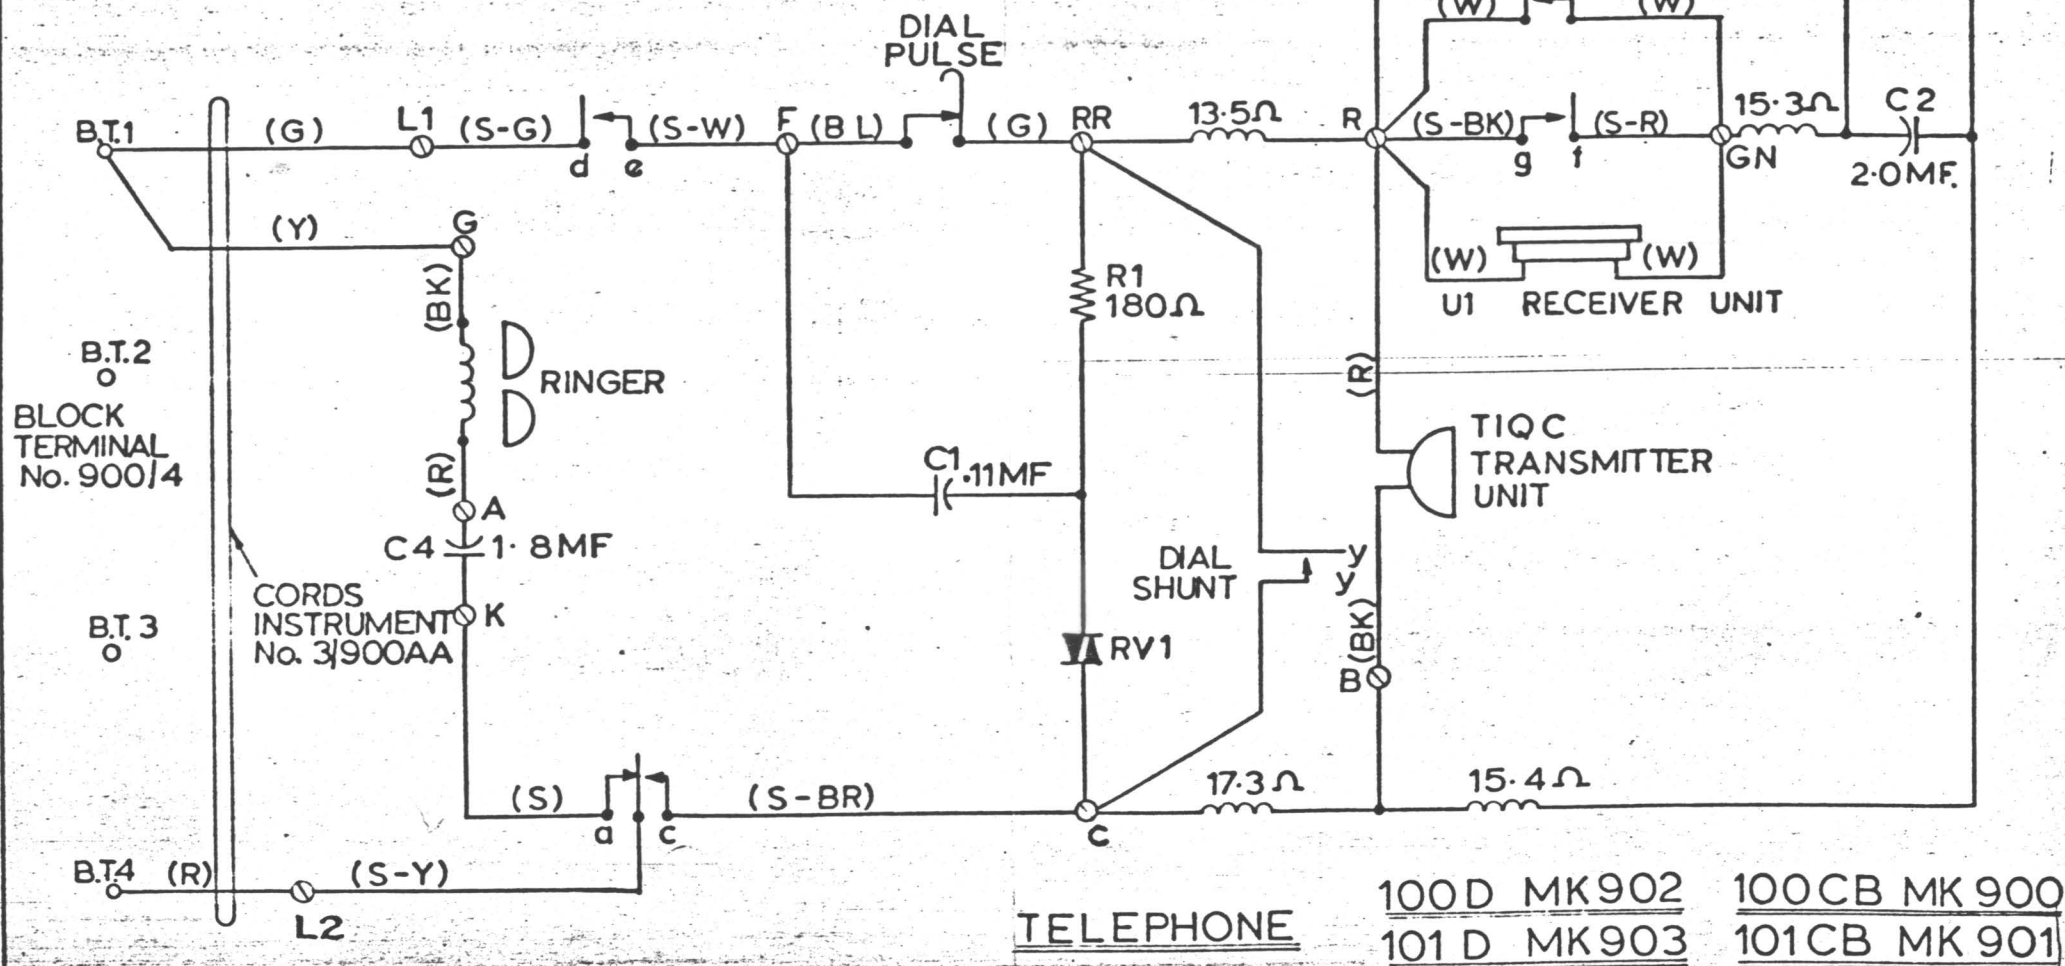 DIAL
PULSE
(W)
(W)
B.T.1
(G)
L1
(S-G)
d
e
(S-W)
F
(BL)
(G)
RR
13.5Ω
R
(S-BK)
g
f
(S-R)
GN
15.3Ω
C2
2.0MF.
(Y)
G
(BK)
RINGER
(R)
A
C4
1.8MF
K
B.T.2
BLOCK
TERMINAL
No. 900/4
B.T.3
CORDS
INSTRUMENT
No. 3/900AA
R1
180Ω
C1
.11MF
RV1
DIAL
SHUNT
y
y
(W)
(W)
U1 RECEIVER UNIT
(R)
T1QC
TRANSMITTER
UNIT
(BK)
B
(S)
a
c
(S-BR)
C
17.3Ω
15.4Ω
B.T.4
(R)
L2
(S-Y)
TELEPHONE
100D MK902
100CB MK900
101D MK903
101CB MK901